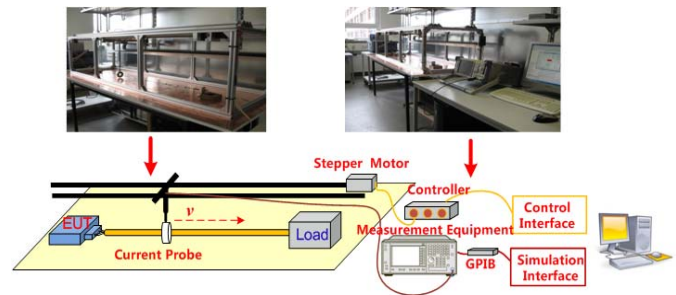 Stepper Motor
Controller
EUT
v
Load
Current Probe
Measurement Equipment
GPIB
Control
Interface
Simulation
Interface